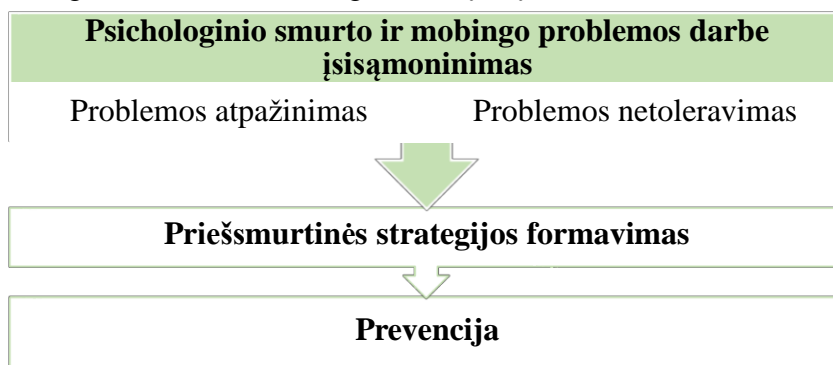 Psichologinio smurto ir mobingo problemos darbe
įsisąmoninimas
Problemos atpažinimas Problemos netoleravimas
Priešsmurtinės strategijos formavimas
Prevencija